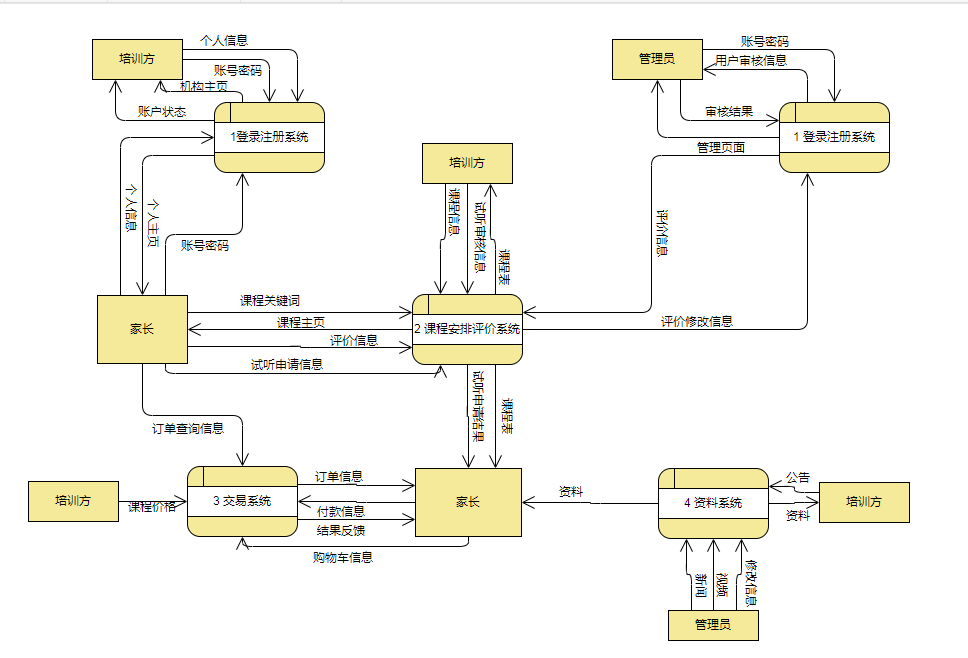 培训方
个人信息
账号密码
机构主页
账户状态
1登录注册系统
管理员
账号密码
用户审核信息
审核结果
1 登录注册系统
管理页面
培训方
课程信息
试听审核信息
课程表
评价信息
个人信息
个人主页
账号密码
家长
课程关键词
课程主页
评价信息
试听申请信息
2 课程安排评价系统
评价修改信息
试听申请结果
课程表
订单查询信息
培训方
课程价格
3 交易系统
订单信息
付款信息
结果反馈
购物车信息
家长
资料
4 资料系统
公告
资料
培训方
新闻
视频
修改信息
管理员